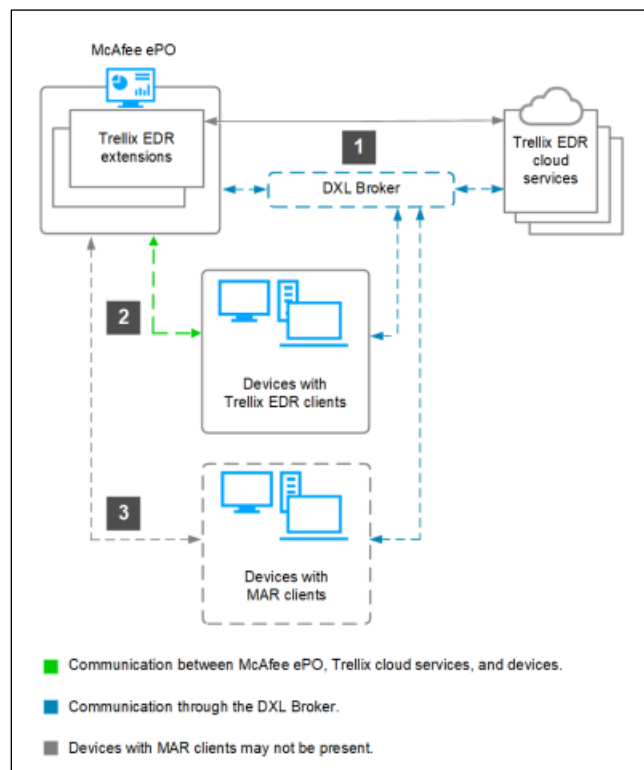 McAfee ePO
Trellix EDR
extensions
1
Trellix EDR
cloud
services
DXL Broker
2
Devices with
Trellix EDR clients
3
Devices with
MAR clients
Communication between McAfee ePO, Trellix cloud services, and devices.
Communication through the DXL Broker.
Devices with MAR clients may not be present.